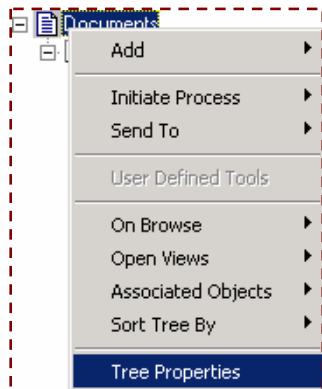 Documents
Add
Initiate Process
Send To
User Defined Tools
On Browse
Open Views
Associated Objects
Sort Tree By
Tree Properties